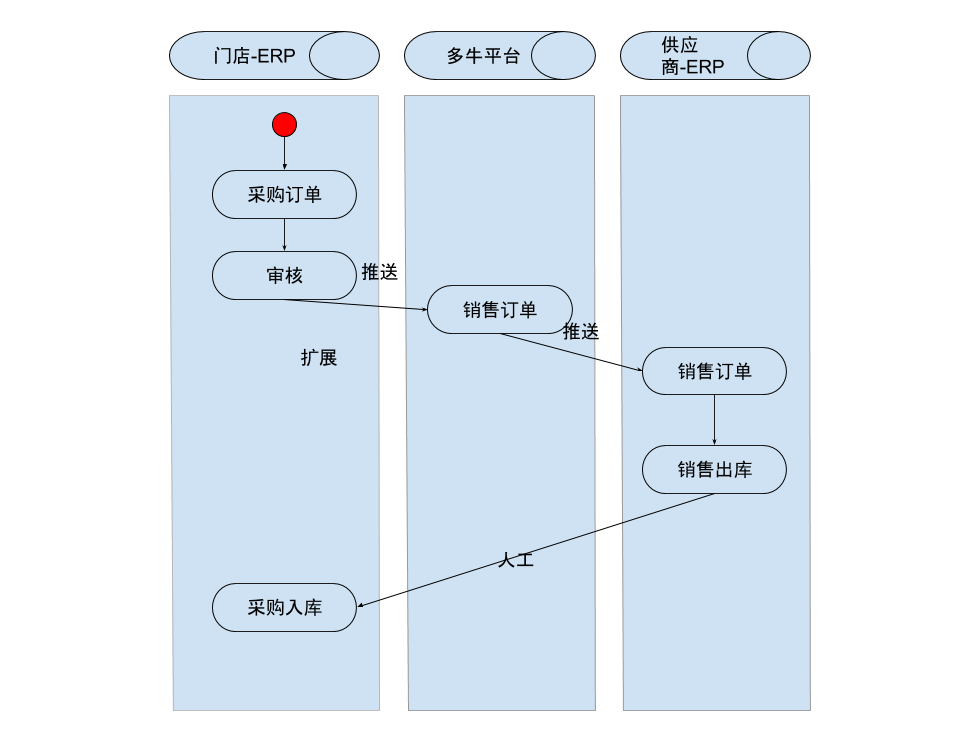 门店-ERP
多牛平台
供应
商-ERP
采购订单
审核
推送
销售订单
推送
扩展
销售订单
销售出库
人工
采购入库